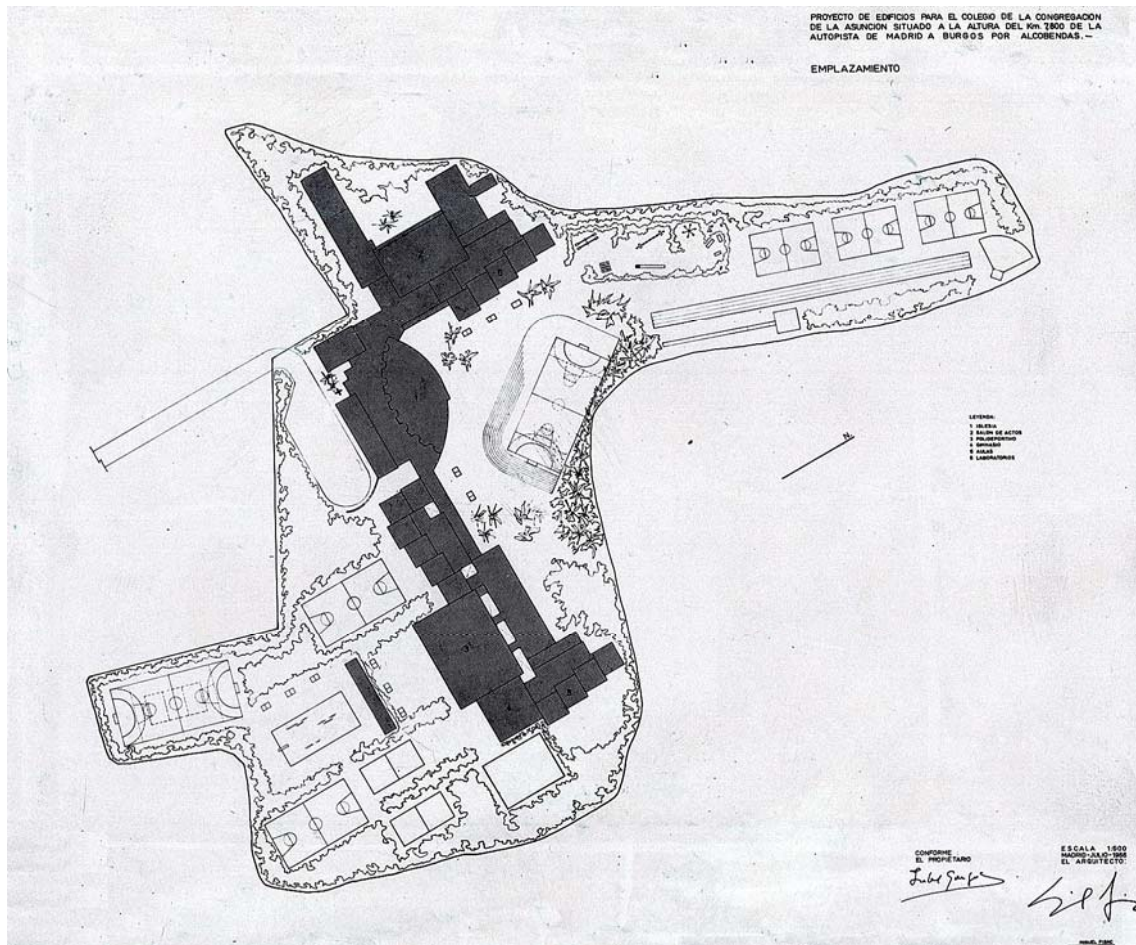 PROYECTO DE EDIFICIOS PARA EL COLEGIO DE LA CONGREGACION
DE LA ASUNCION SITUADO A LA ALTURA DEL Km. 7,800 DE LA
AUTOPISTA DE MADRID A BURGOS POR ALCOBENDAS.—
EMPLAZAMIENTO
LEYENDA:
1 IGLESIA
2 SALON DE ACTOS
3 POLIDEPORTIVO
4 GIMNASIO
5 AULAS
6 LABORATORIOS
N.
CONFORME
EL PROPIETARIO
ESCALA 1:500
MADRID-JULIO-1966
EL ARQUITECTO:
MIGUEL FISAC